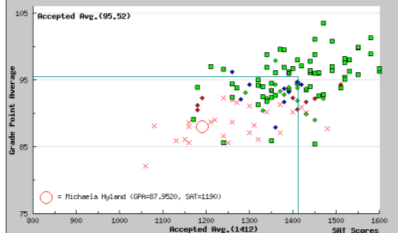 105
Accepted Avg.(95.52)
95
Grade Point Average
85
= Michaela Hyland (GPA=87.9520, SAT=1190)
75
800 900 1000 1100 1200 1300 1400 1500 1600
Accepted Avg.(1412) SAT Scores